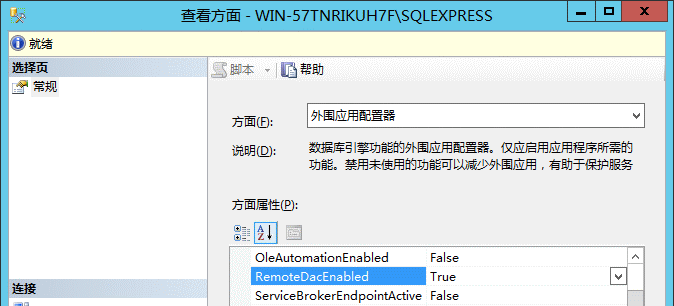 查看方面 - WIN-57TNRIKUH7F\SQLEXPRESS
就绪
选择页
常规
脚本
帮助
方面(F):
外围应用配置器
说明(D):
数据库引擎功能的外围应用配置器。仅应启用应用程序所需的
功能。禁用未使用的功能可以减少外围应用，有助于保护服务
方面属性(P):
OleAutomationEnabled False
RemoteDacEnabled True
ServiceBrokerEndpointActive False
连接